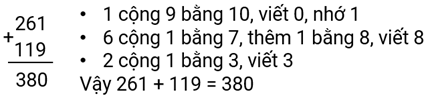 261
+
119
380
• 1 cộng 9 bằng 10, viết 0, nhớ 1
• 6 cộng 1 bằng 7, thêm 1 bằng 8, viết 8
• 2 cộng 1 bằng 3, viết 3
Vậy 261 + 119 = 380